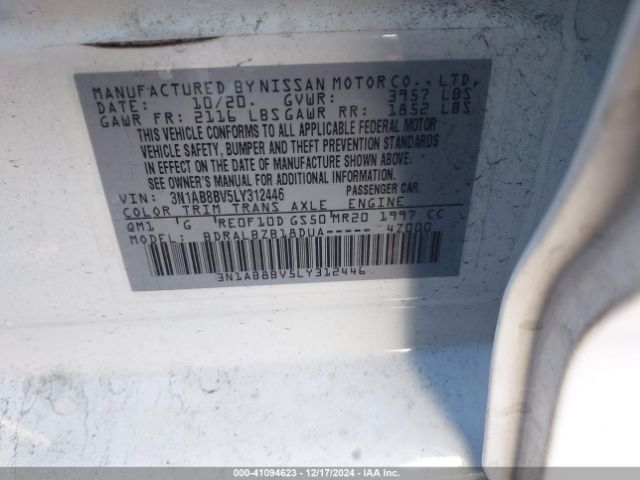 MANUFACTURED BY NISSAN MOTOR CO., LTD.
DATE: 10/20. GVWR: 3957 LBS
GAWR FR: 2116 LBS GAWR RR: 1852 LBS
THIS VEHICLE CONFORMS TO ALL APPLICABLE FEDERAL MOTOR
VEHICLE SAFETY, BUMPER AND THEFT PREVENTION STANDARDS
IN EFFECT ON THE DATE OF MANUFACTURE SHOWN ABOVE.
SEE OWNER'S MANUAL FOR ADDITIONAL INFORMATION.
VIN: 3N1AB8BV5LY312446 PASSENGER CAR.
COLOR TRIM TRANS AXLE ENGINE
QM1 'G RE0F10D GS50'MR20 1997 CC
MODEL: BDRALBZB18DUA----- -4Z000
3N1AB8BV5LY312446
000-41094623 | 12/17/2024 | IAA Inc.